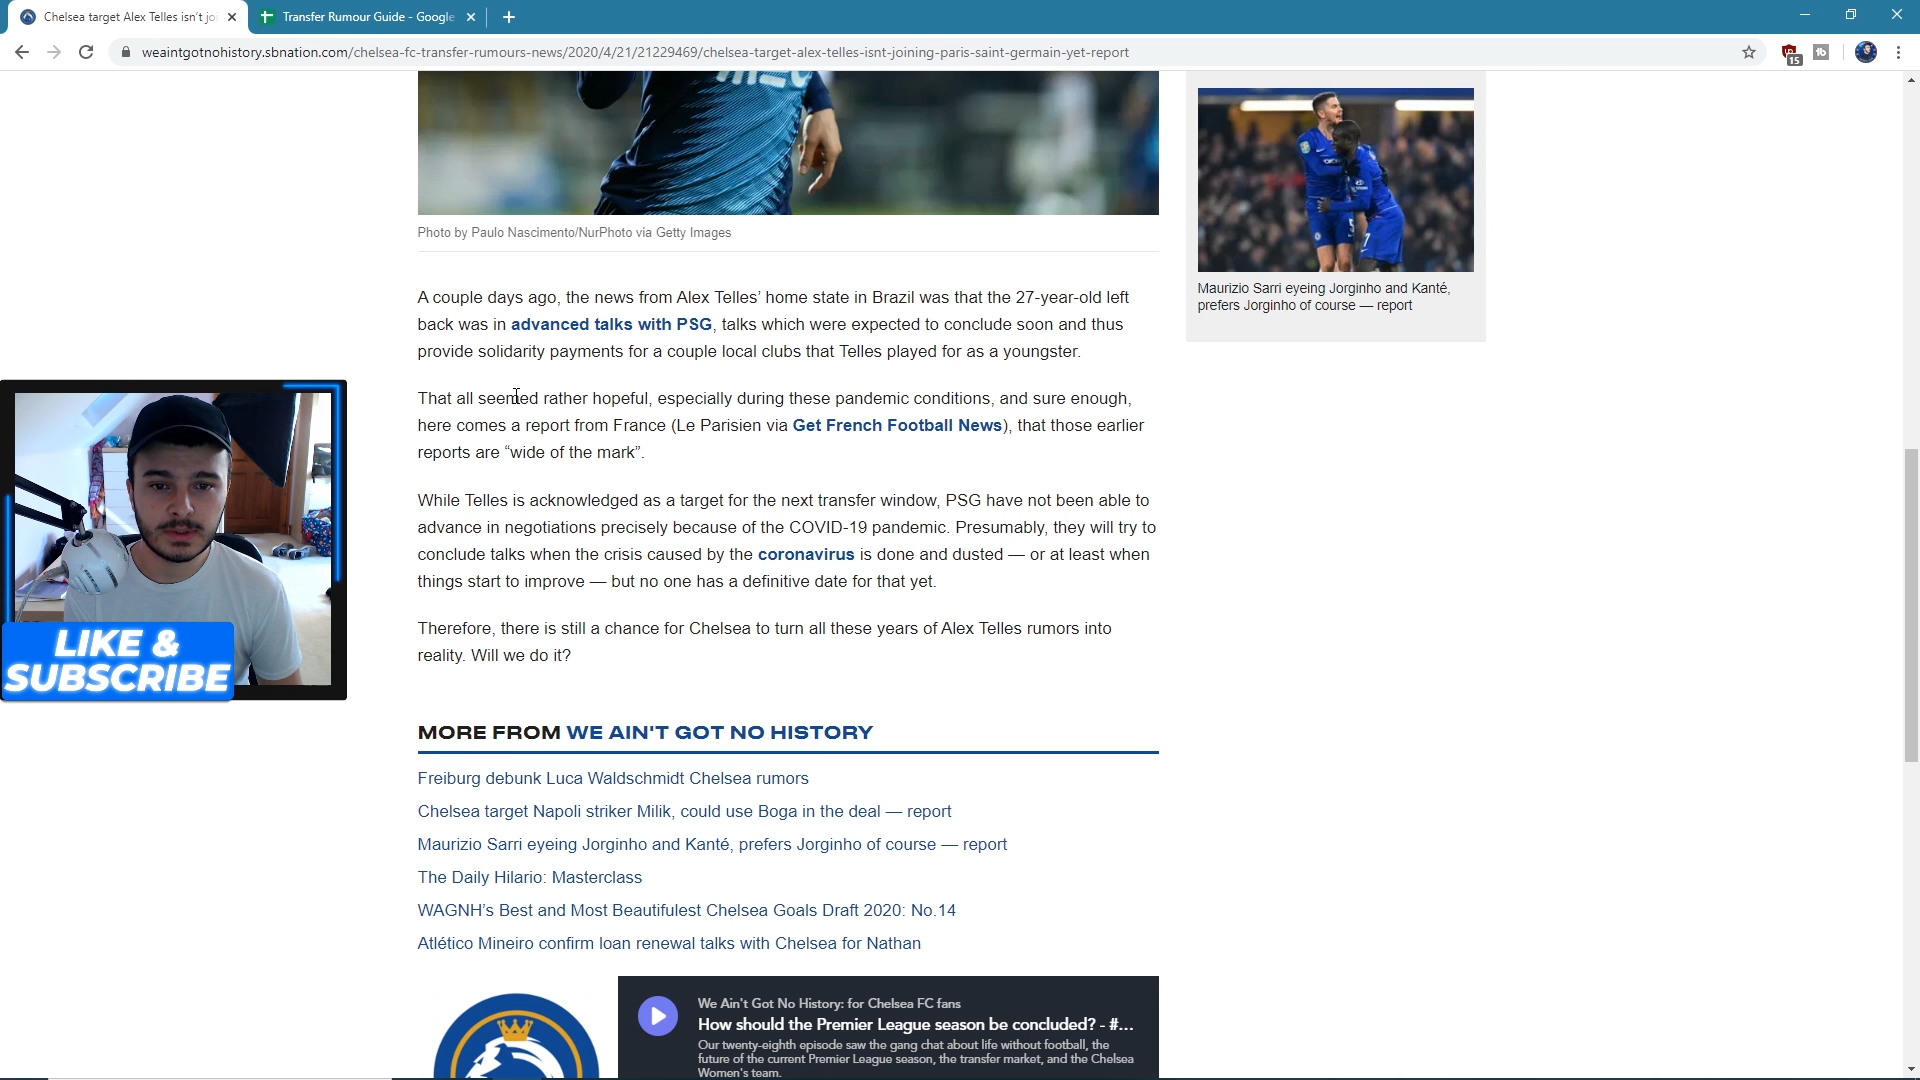 Chelsea target Alex Telles isn't joi
Transfer Rumour Guide - Google
weaintgotnohistory.sbnation.com/chelsea-fc-transfer-rumours-news/2020/4/21/21229469/chelsea-target-alex-telles-isnt-joining-paris-saint-germain-yet-report
15
Photo by Paulo Nascimento/NurPhoto via Getty Images
Maurizio Sarri eyeing Jorginho and Kanté,
prefers Jorginho of course — report
A couple days ago, the news from Alex Telles’ home state in Brazil was that the 27-year-old left
back was in advanced talks with PSG, talks which were expected to conclude soon and thus
provide solidarity payments for a couple local clubs that Telles played for as a youngster.
That all seemed rather hopeful, especially during these pandemic conditions, and sure enough,
here comes a report from France (Le Parisien via Get French Football News), that those earlier
reports are “wide of the mark”.
While Telles is acknowledged as a target for the next transfer window, PSG have not been able to
advance in negotiations precisely because of the COVID-19 pandemic. Presumably, they will try to
conclude talks when the crisis caused by the coronavirus is done and dusted — or at least when
things start to improve — but no one has a definitive date for that yet.
Therefore, there is still a chance for Chelsea to turn all these years of Alex Telles rumors into
reality. Will we do it?
LIKE &
SUBSCRIBE
MORE FROM WE AIN'T GOT NO HISTORY
Freiburg debunk Luca Waldschmidt Chelsea rumors
Chelsea target Napoli striker Milik, could use Boga in the deal — report
Maurizio Sarri eyeing Jorginho and Kanté, prefers Jorginho of course — report
The Daily Hilario: Masterclass
WAGNH’s Best and Most Beautifulest Chelsea Goals Draft 2020: No.14
Atlético Mineiro confirm loan renewal talks with Chelsea for Nathan
We Ain't Got No History: for Chelsea FC fans
How should the Premier League season be concluded? - #...
Our twenty-eighth episode saw the gang chat about life without football, the
future of the current Premier League season, the transfer market, and the Chelsea
Women's team.